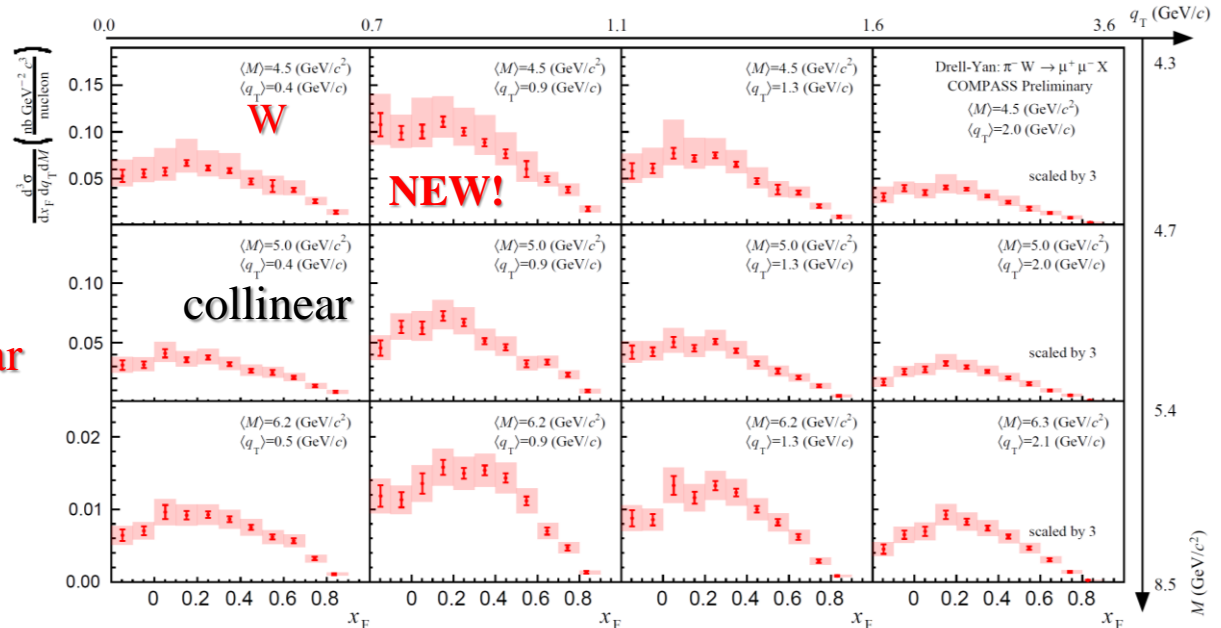 0.0 0.7 1.1 1.6 3.6 q_T (GeV/c)
d³σ / dx_F dq_T dM (nb GeV⁻² c³ / nucleon)
0.15
0.10
0.05
⟨M⟩=4.5 (GeV/c²)
⟨q_T⟩=0.4 (GeV/c)
W
⟨M⟩=4.5 (GeV/c²)
⟨q_T⟩=0.9 (GeV/c)
NEW!
⟨M⟩=4.5 (GeV/c²)
⟨q_T⟩=1.3 (GeV/c)
Drell-Yan: π⁻ W → μ⁺ μ⁻ X
COMPASS Preliminary
⟨M⟩=4.5 (GeV/c²)
⟨q_T⟩=2.0 (GeV/c)
scaled by 3
4.3
4.7
0.10
0.05
⟨M⟩=5.0 (GeV/c²)
⟨q_T⟩=0.4 (GeV/c)
collinear
ar
⟨M⟩=5.0 (GeV/c²)
⟨q_T⟩=0.9 (GeV/c)
⟨M⟩=5.0 (GeV/c²)
⟨q_T⟩=1.3 (GeV/c)
⟨M⟩=5.0 (GeV/c²)
⟨q_T⟩=2.0 (GeV/c)
scaled by 3
5.4
0.02
0.01
0.00
⟨M⟩=6.2 (GeV/c²)
⟨q_T⟩=0.5 (GeV/c)
⟨M⟩=6.2 (GeV/c²)
⟨q_T⟩=0.9 (GeV/c)
⟨M⟩=6.2 (GeV/c²)
⟨q_T⟩=1.3 (GeV/c)
⟨M⟩=6.3 (GeV/c²)
⟨q_T⟩=2.1 (GeV/c)
scaled by 3
8.5
M (GeV/c²)
0 0.2 0.4 0.6 0.8 0 0.2 0.4 0.6 0.8 0 0.2 0.4 0.6 0.8 0 0.2 0.4 0.6 0.8
x_F x_F x_F x_F